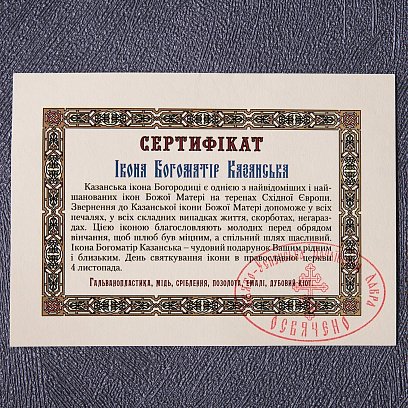 СЕРТИФІКАТ
Ікона Богоматір Казанська
Казанська ікона Богородиці є однією з найвідоміших і най-
шанованих ікон Божої Матері на теренах Східної Європи.
Звернення до Казанської ікони Божої Матері допоможе у всіх
печалях, у всіх складних випадках життя, скорботах, негараз-
дах. Цією іконою благословляють молодих перед обрядом
вінчання, щоб шлюб був міцним, а спільний шлях щасливий.
Ікона Богоматір Казанська – чудовий подарунок Вашим рідним
і близьким. День святкування ікони в православної церкві
4 листопада.
Гальванопластика, мідь, сріблення, позолота, емалі, дубовий кіот.
ЛАВРА
ОСВЯЧЕНО